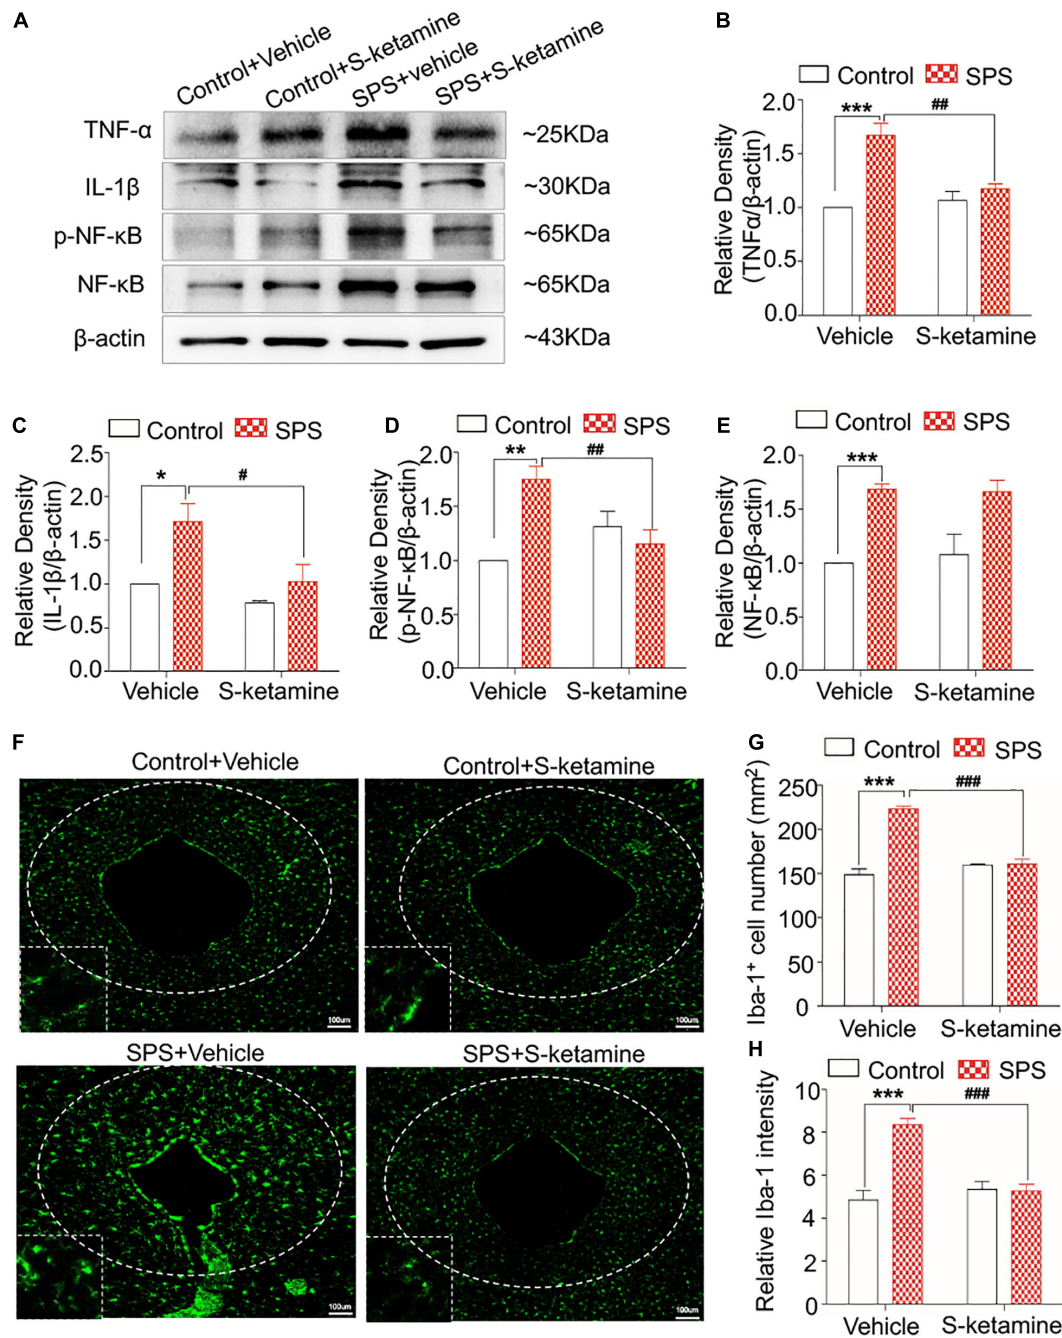 A
Control+Vehicle
Control+S-ketamine
SPS+vehicle
SPS+S-ketamine
TNF-α
~25KDa
IL-1β
~30KDa
p-NF-κB
~65KDa
NF-κB
~65KDa
β-actin
~43KDa
B
Control
SPS
Relative Density
(TNFα/β-actin)
2.0
1.5
1.0
0.5
0.0
***
##
Vehicle
S-ketamine
C
Control
SPS
Relative Density
(IL-1β/β-actin)
2.5
2.0
1.5
1.0
0.5
0.0
*
#
Vehicle
S-ketamine
D
Control
SPS
Relative Density
(p-NF-κB/β-actin)
2.0
1.5
1.0
0.5
0.0
**
##
Vehicle
S-ketamine
E
Control
SPS
Relative Density
(NF-κB/β-actin)
2.0
1.5
1.0
0.5
0.0
***
Vehicle
S-ketamine
F
Control+Vehicle
100um
Control+S-ketamine
100um
SPS+Vehicle
100um
SPS+S-ketamine
100um
G
Control
SPS
Iba-1⁺ cell number (mm²)
250
200
150
100
50
0
***
###
Vehicle
S-ketamine
H
Control
SPS
Relative Iba-1 intensity
10
8
6
4
2
0
***
###
Vehicle
S-ketamine